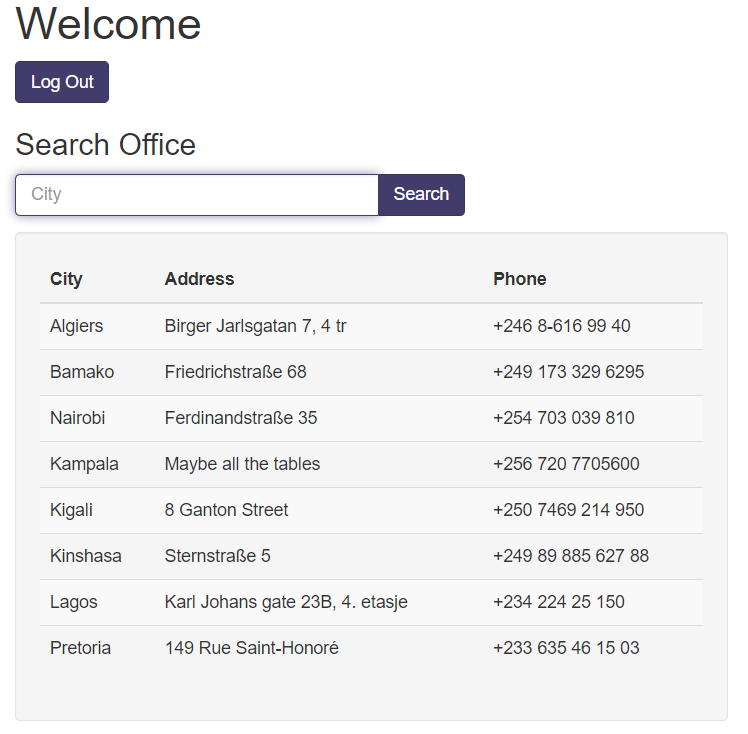 Welcome
Log Out
Search Office
City Search
City Address Phone
Algiers Birger Jarlsgatan 7, 4 tr +246 8-616 99 40
Bamako Friedrichstraße 68 +249 173 329 6295
Nairobi Ferdinandstraße 35 +254 703 039 810
Kampala Maybe all the tables +256 720 7705600
Kigali 8 Ganton Street +250 7469 214 950
Kinshasa Sternstraße 5 +249 89 885 627 88
Lagos Karl Johans gate 23B, 4. etasje +234 224 25 150
Pretoria 149 Rue Saint-Honoré +233 635 46 15 03